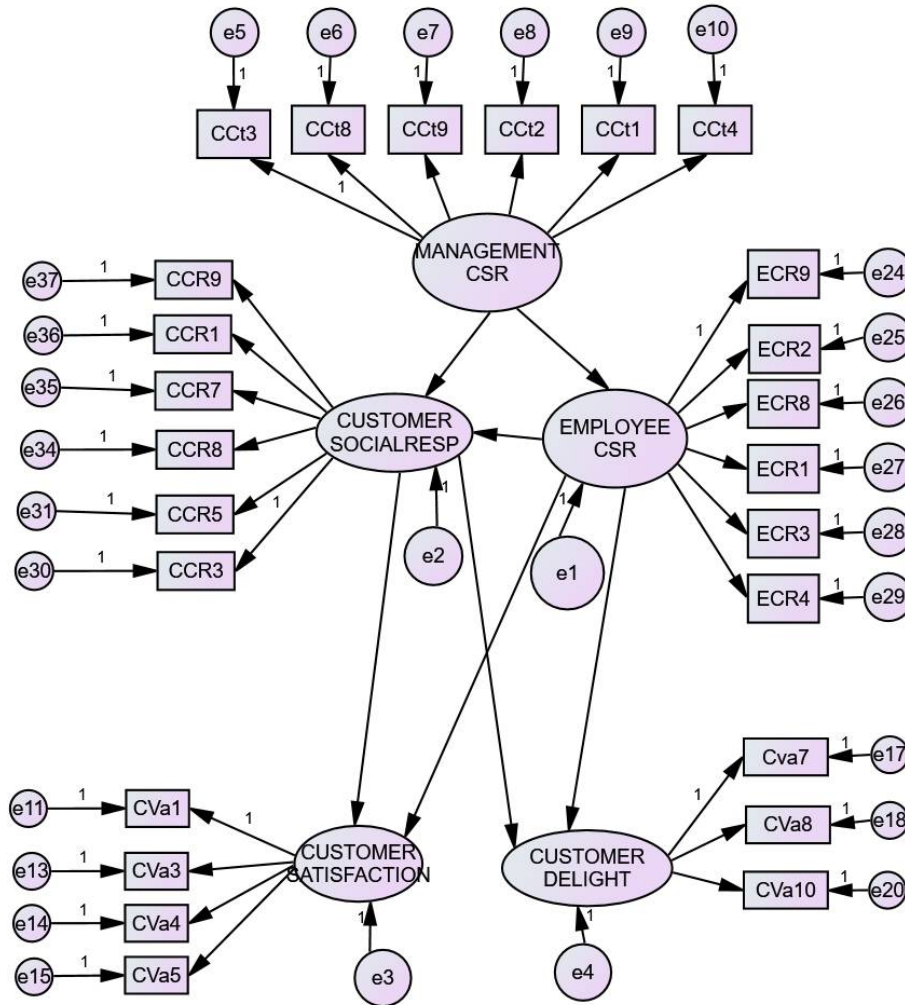 e5
e6
e7
e8
e9
e10
1
1
1
1
1
1
CCt3
CCt8
CCt9
CCt2
CCt1
CCt4
1
MANAGEMENT
CSR
e37
1
CCR9
e36
1
CCR1
e35
1
CCR7
e34
1
CCR8
e31
1
CCR5
e30
1
CCR3
CUSTOMER
SOCIALRESP
EMPLOYEE
CSR
1
ECR9
1
e24
ECR2
1
e25
ECR8
1
e26
ECR1
1
e27
ECR3
1
e28
ECR4
1
e29
1
e2
1
e1
e11
1
CVa1
1
e13
1
CVa3
e14
1
CVa4
e15
1
CVa5
CUSTOMER
SATISFACTION
1
e3
CUSTOMER
DELIGHT
1
e4
1
Cva7
1
e17
CVa8
1
e18
CVa10
1
e20